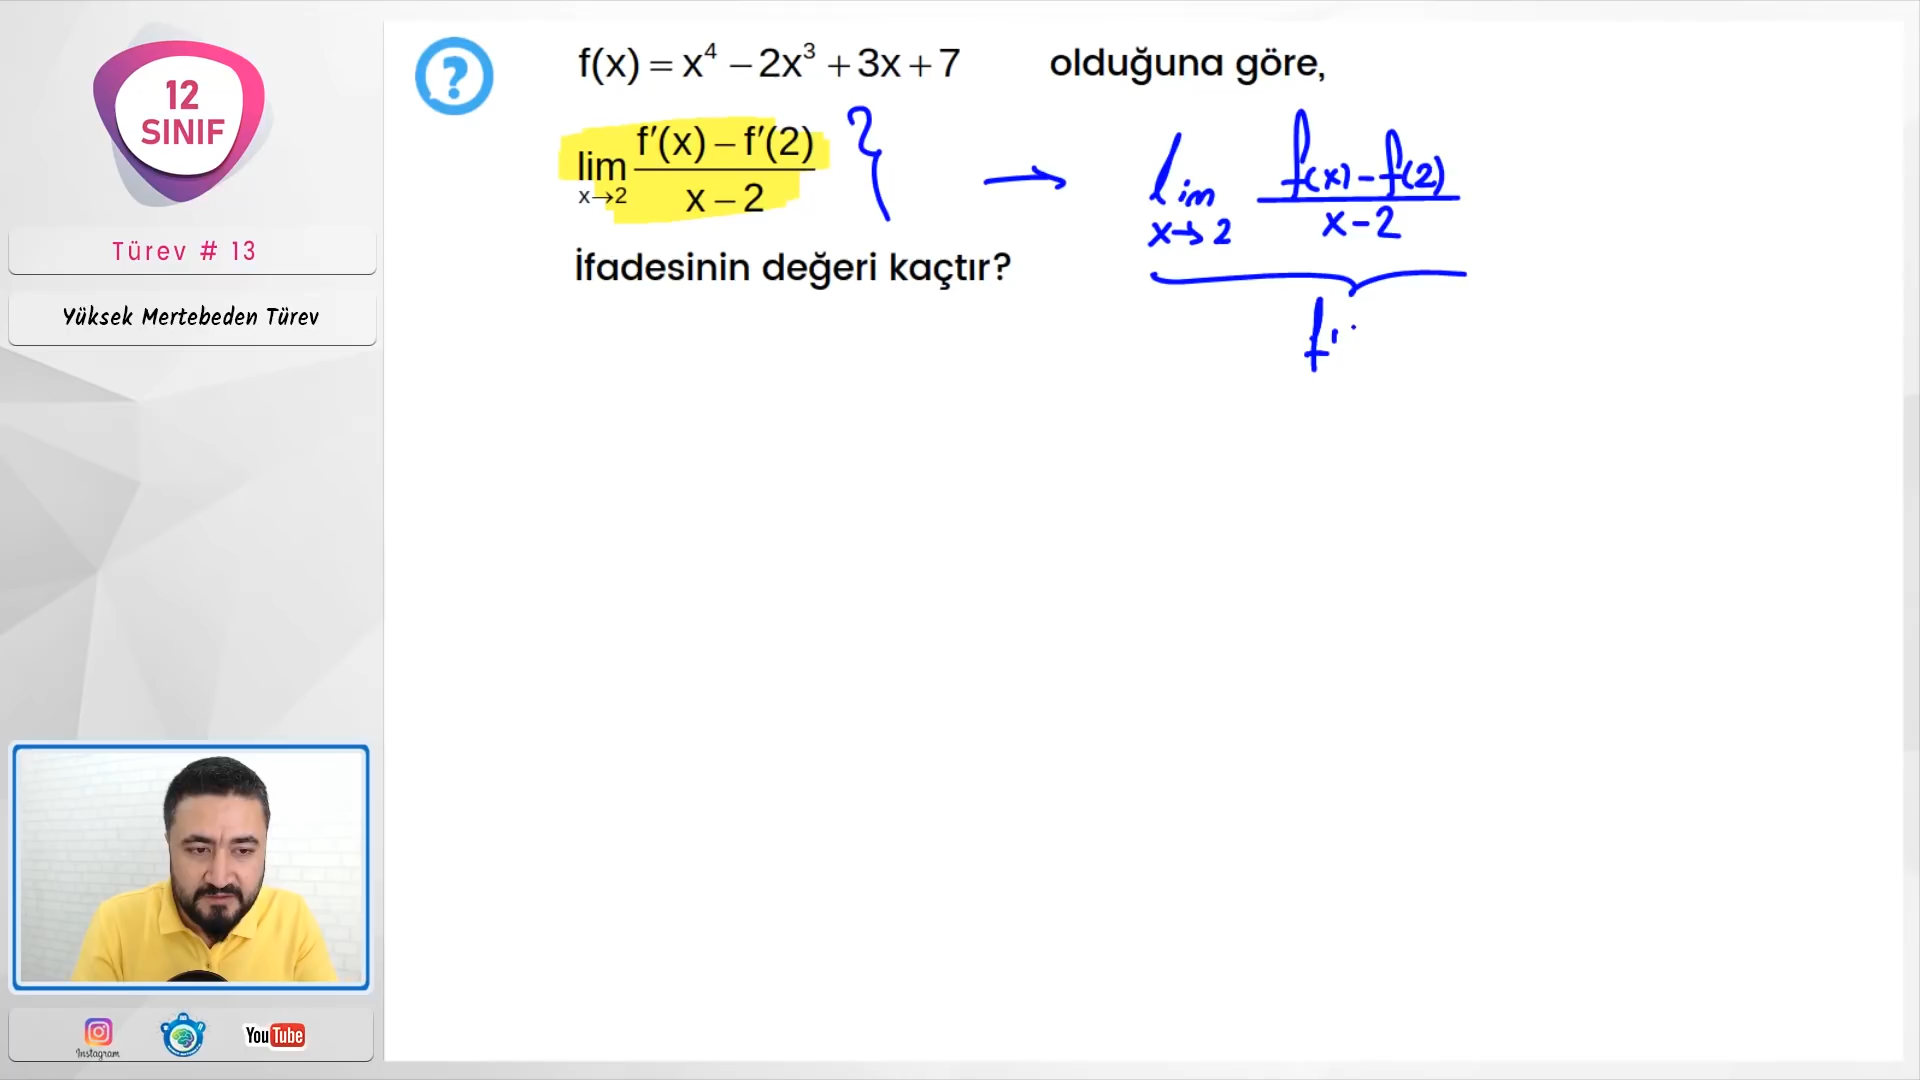 12
SINIF
Türev # 13
Yüksek Mertebeden Türev
f(x) = x⁴ – 2x³ + 3x + 7 olduğuna göre,
lim x→2 f′(x) – f′(2) / x – 2
İfadesinin değeri kaçtır?
→ lim x→2 f(x) – f(2) / x – 2
f'
Instagram
YouTube